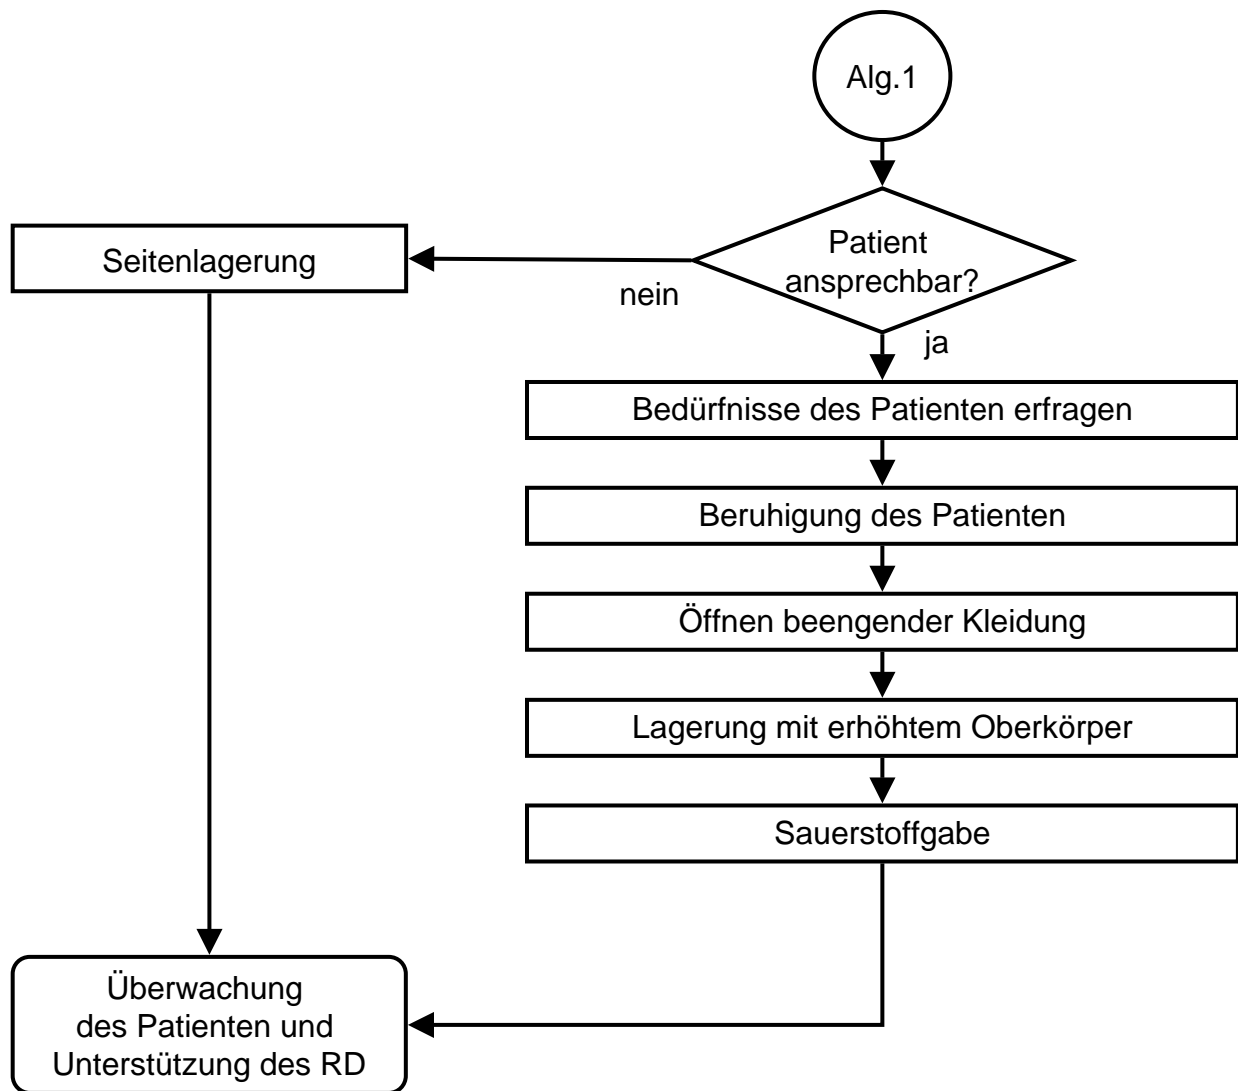 Alg.1
Patient
ansprechbar?
Seitenlagerung
nein
ja
Bedürfnisse des Patienten erfragen
Beruhigung des Patienten
Öffnen beengender Kleidung
Lagerung mit erhöhtem Oberkörper
Sauerstoffgabe
Überwachung
des Patienten und
Unterstützung des RD